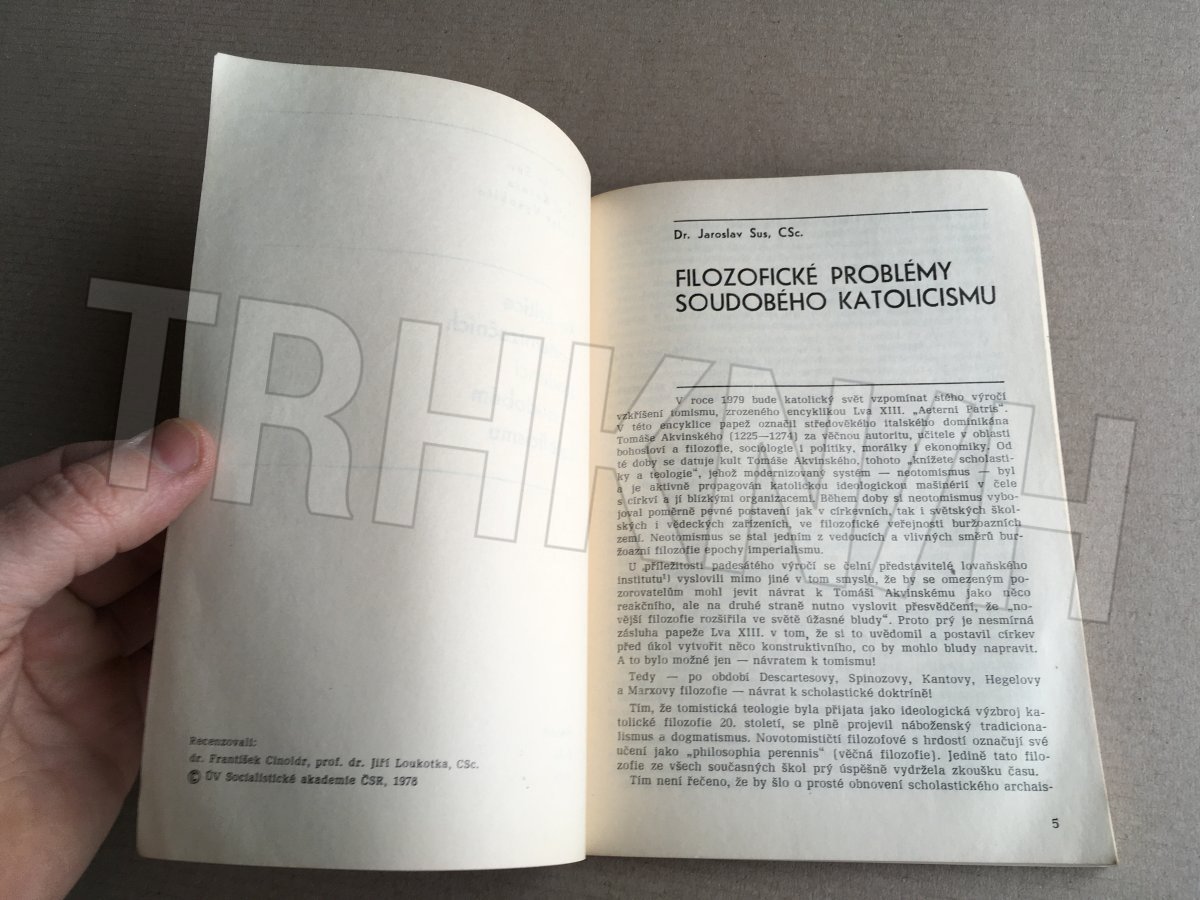 Recenzovali:
dr. František Cinoldr, prof. dr. Jiří Loukotka, CSc.
© ÚV Socialistické akademie ČSR, 1978
Dr. Jaroslav Sus, CSc.
FILOZOFICKÉ PROBLÉMY
SOUDOBÉHO KATOLICISMU
V roce 1979 bude katolický svět vzpomínat stého výročí
vzkříšení tomismu, zrozeného encyklikou Lva XIII. „Aeterni Patris“.
V této encyklice papež označil středověkého italského dominikána
Tomáše Akvinského (1225—1274) za věčnou autoritu, učitele v oblasti
bohosloví a filozofie, sociologie i politiky, morálky i ekonomiky. Od
té doby se datuje kult Tomáše Akvinského, tohoto „knížete scholasti-
ky a teologie“, jehož modernizovaný systém — neotomismus — byl
a je aktivně propagován katolickou ideologickou mašinérií v čele
s církví a jí blízkými organizacemi. Během doby si neotomismus vybo-
joval poměrně pevné postavení jak v církevních, tak i světských škol-
ských i vědeckých zařízeních, ve filozofické veřejnosti buržoazních
zemí. Neotomismus se stal jedním z vedoucích a vlivných směrů bur-
žoazní filozofie epochy imperialismu.
U příležitosti padesátého výročí se čelní představitelé lovaňského
institutu¹) vyslovili mimo jiné v tom smyslu, že by se omezeným po-
zorovatelům mohl jevit návrat k Tomáši Akvinskému jako něco
reakčního, ale na druhé straně nutno vyslovit přesvědčení, že „no-
vější filozofie rozšířila ve světě úžasné bludy“. Proto prý je nesmírná
zásluha papeže Lva XIII. v tom, že si to uvědomil a postavil církev
před úkol vytvořit něco konstruktivního, co by mohlo bludy napravit.
A to bylo možné jen — návratem k tomismu!
Tedy — po období Descartesovy, Spinozovy, Kantovy, Hegelovy
a Marxovy filozofie — návrat k scholastické doktríně!
Tím, že tomistická teologie byla přijata jako ideologická výzbroj ka-
tolické filozofie 20. století, se plně projevil náboženský tradiciona-
lismus a dogmatismus. Novotomističtí filozofové s hrdostí označují své
učení jako „philosophia perennis“ (věčná filozofie). Jedině tato filo-
zofie ze všech současných škol prý úspěšně vydržela zkoušku času.
Tím není řečeno, že by šlo o prosté obnovení scholastického archais-
5
TRHKNIH